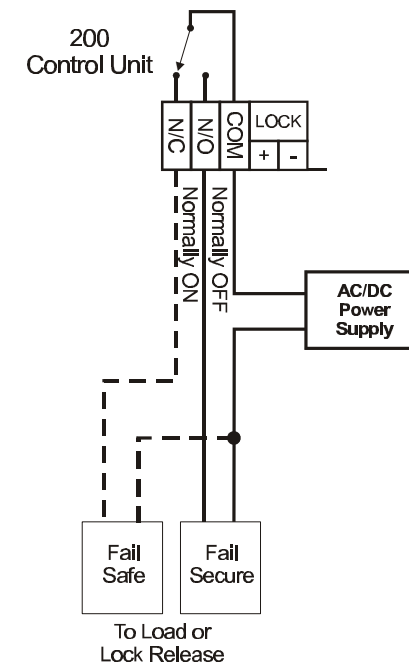 200
Control Unit
N/C
N/O
COM
LOCK
+ -
Normally ON
Normally OFF
AC/DC
Power
Supply
Fail
Safe
Fail
Secure
To Load or
Lock Release